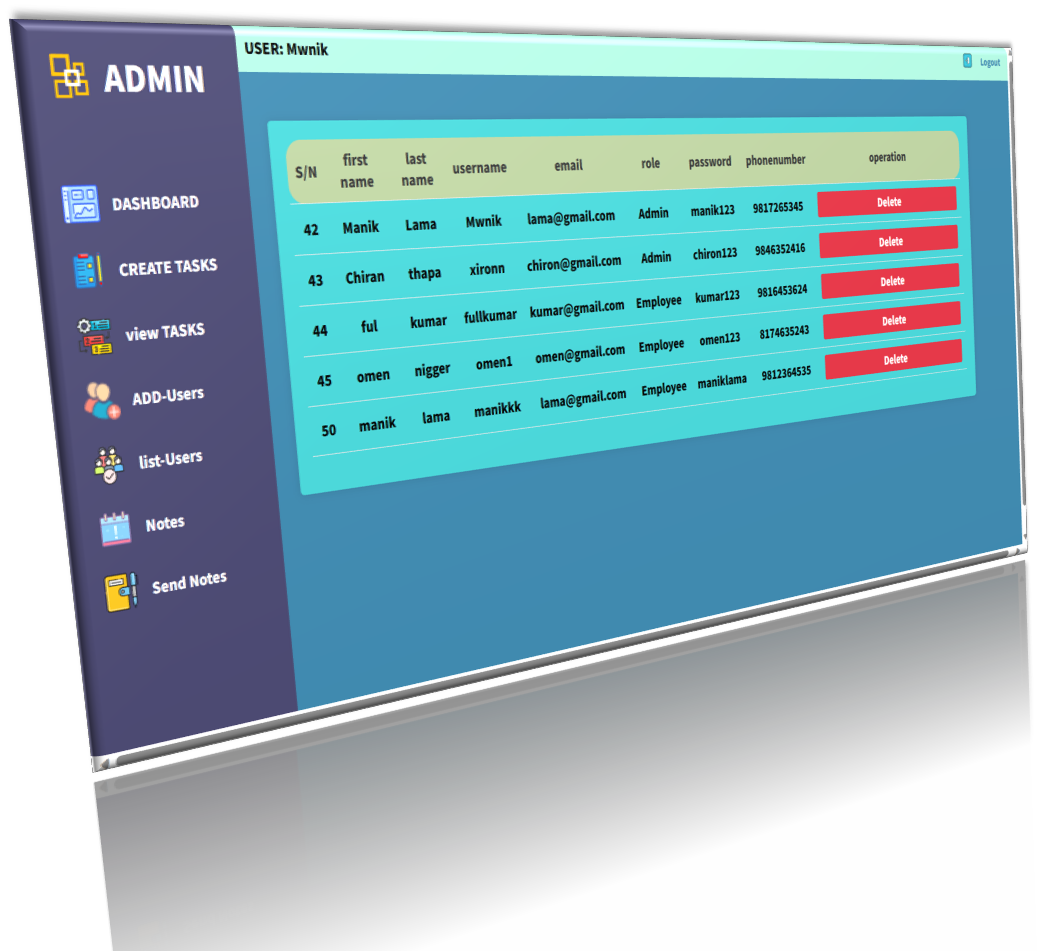 USER: Mwnik
Logout
ADMIN
DASHBOARD
CREATE TASKS
view TASKS
ADD-Users
list-Users
Notes
Send Notes
S/N first name last name username email role password phonenumber operation
42 Manik Lama Mwnik lama@gmail.com Admin manik123 9817265345 Delete
43 Chiran thapa xironn chiron@gmail.com Admin chiron123 9846352416 Delete
44 ful kumar fullkumar kumar@gmail.com Employee kumar123 9816453624 Delete
45 omen nigger omen1 omen@gmail.com Employee omen123 8174635243 Delete
50 manik lama manikkk lama@gmail.com Employee maniklama 9812364535 Delete